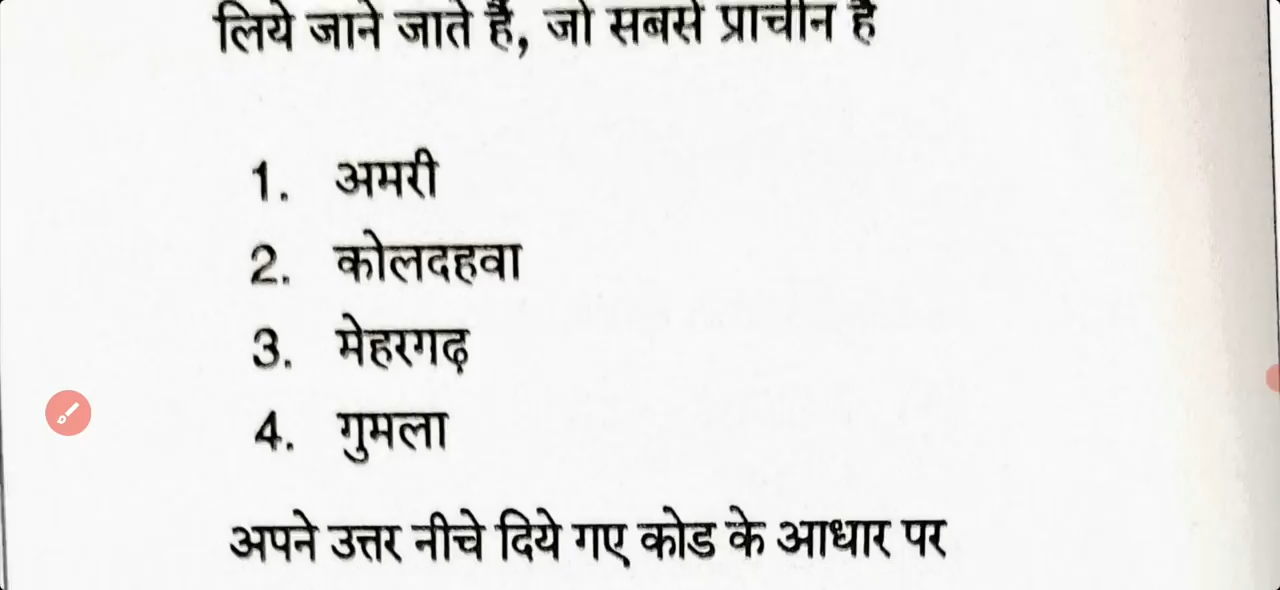 लिये जाने जाते हैं, जो सबसे प्राचीन है
1. अमरी
2. कोलदहवा
3. मेहरगढ़
4. गुमला
अपने उत्तर नीचे दिये गए कोड के आधार पर